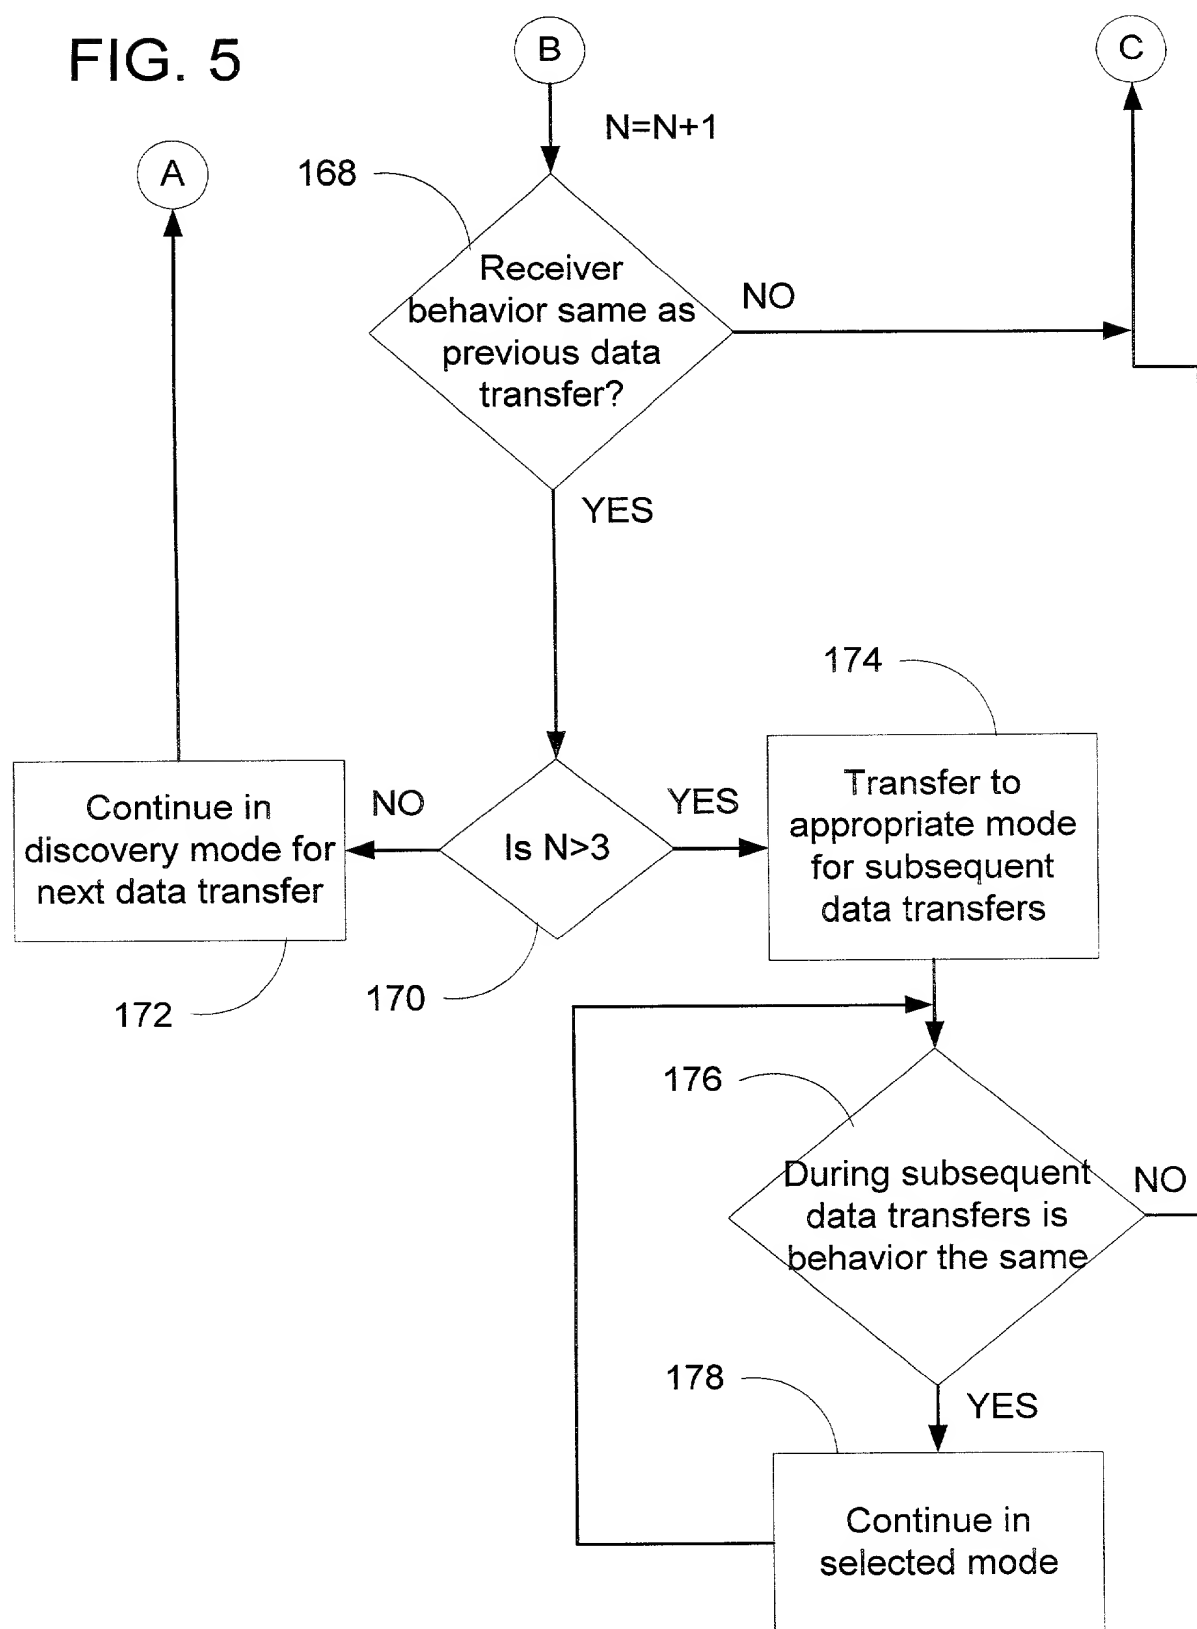 FIG. 5
B
C
N=N+1
A
168
Receiver
behavior same as
previous data
transfer?
NO
YES
174
Continue in
discovery mode for
next data transfer
NO
Is N>3
YES
Transfer to
appropriate mode
for subsequent
data transfers
172
170
176
During subsequent
data transfers is
behavior the same
NO
178
YES
Continue in
selected mode